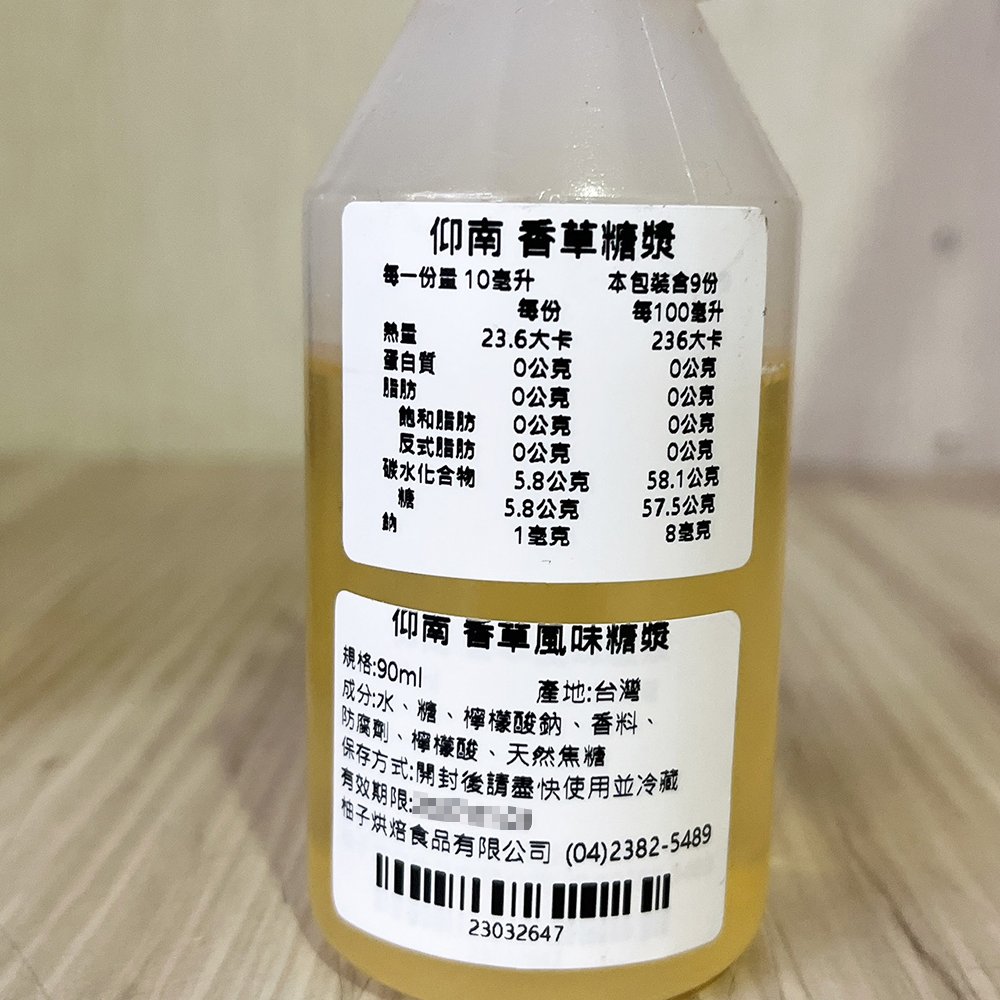 仰南 香草糖漿
每一份量 10毫升 本包裝含9份
每份 每100毫升
熱量 23.6大卡 236大卡
蛋白質 0公克 0公克
脂肪 0公克 0公克
飽和脂肪 0公克 0公克
反式脂肪 0公克 0公克
碳水化合物 5.8公克 58.1公克
糖 5.8公克 57.5公克
鈉 1毫克 8毫克
仰南 香草風味糖漿
規格:90ml 產地:台灣
成分:水、糖、檸檬酸鈉、香料、
防腐劑、檸檬酸、天然焦糖
保存方式:開封後請盡快使用並冷藏
有效期限:
柚子烘焙食品有限公司 (04)2382-5489
23032647